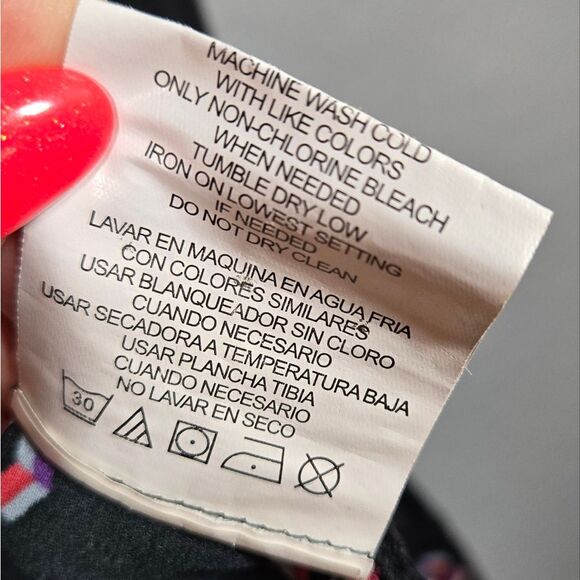 MACHINE WASH COLD
WITH LIKE COLORS
ONLY NON-CHLORINE BLEACH
WHEN NEEDED
TUMBLE DRY LOW
IRON ON LOWEST SETTING
IF NEEDED
DO NOT DRY CLEAN
LAVAR EN MAQUINA EN AGUA FRIA
CON COLORES SIMILARES
USAR BLANQUEADOR SIN CLORO
CUANDO NECESARIO
USAR SECADORA A TEMPERATURA BAJA
USAR PLANCHA TIBIA
CUANDO NECESARIO
NO LAVAR EN SECO
30